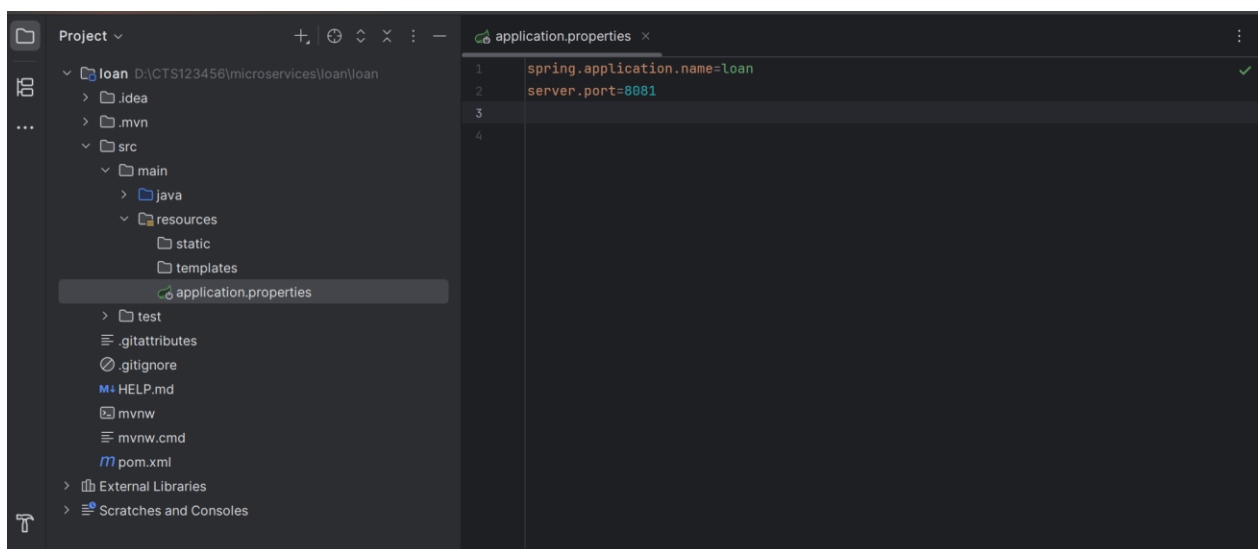 Project
loan D:\CTS123456\microservices\loan\loan
.idea
.mvn
src
main
java
resources
static
templates
application.properties
test
.gitattributes
.gitignore
M↓ HELP.md
mvnw
mvnw.cmd
m pom.xml
External Libraries
Scratches and Consoles
application.properties
1 spring.application.name=loan
2 server.port=8081
3
4